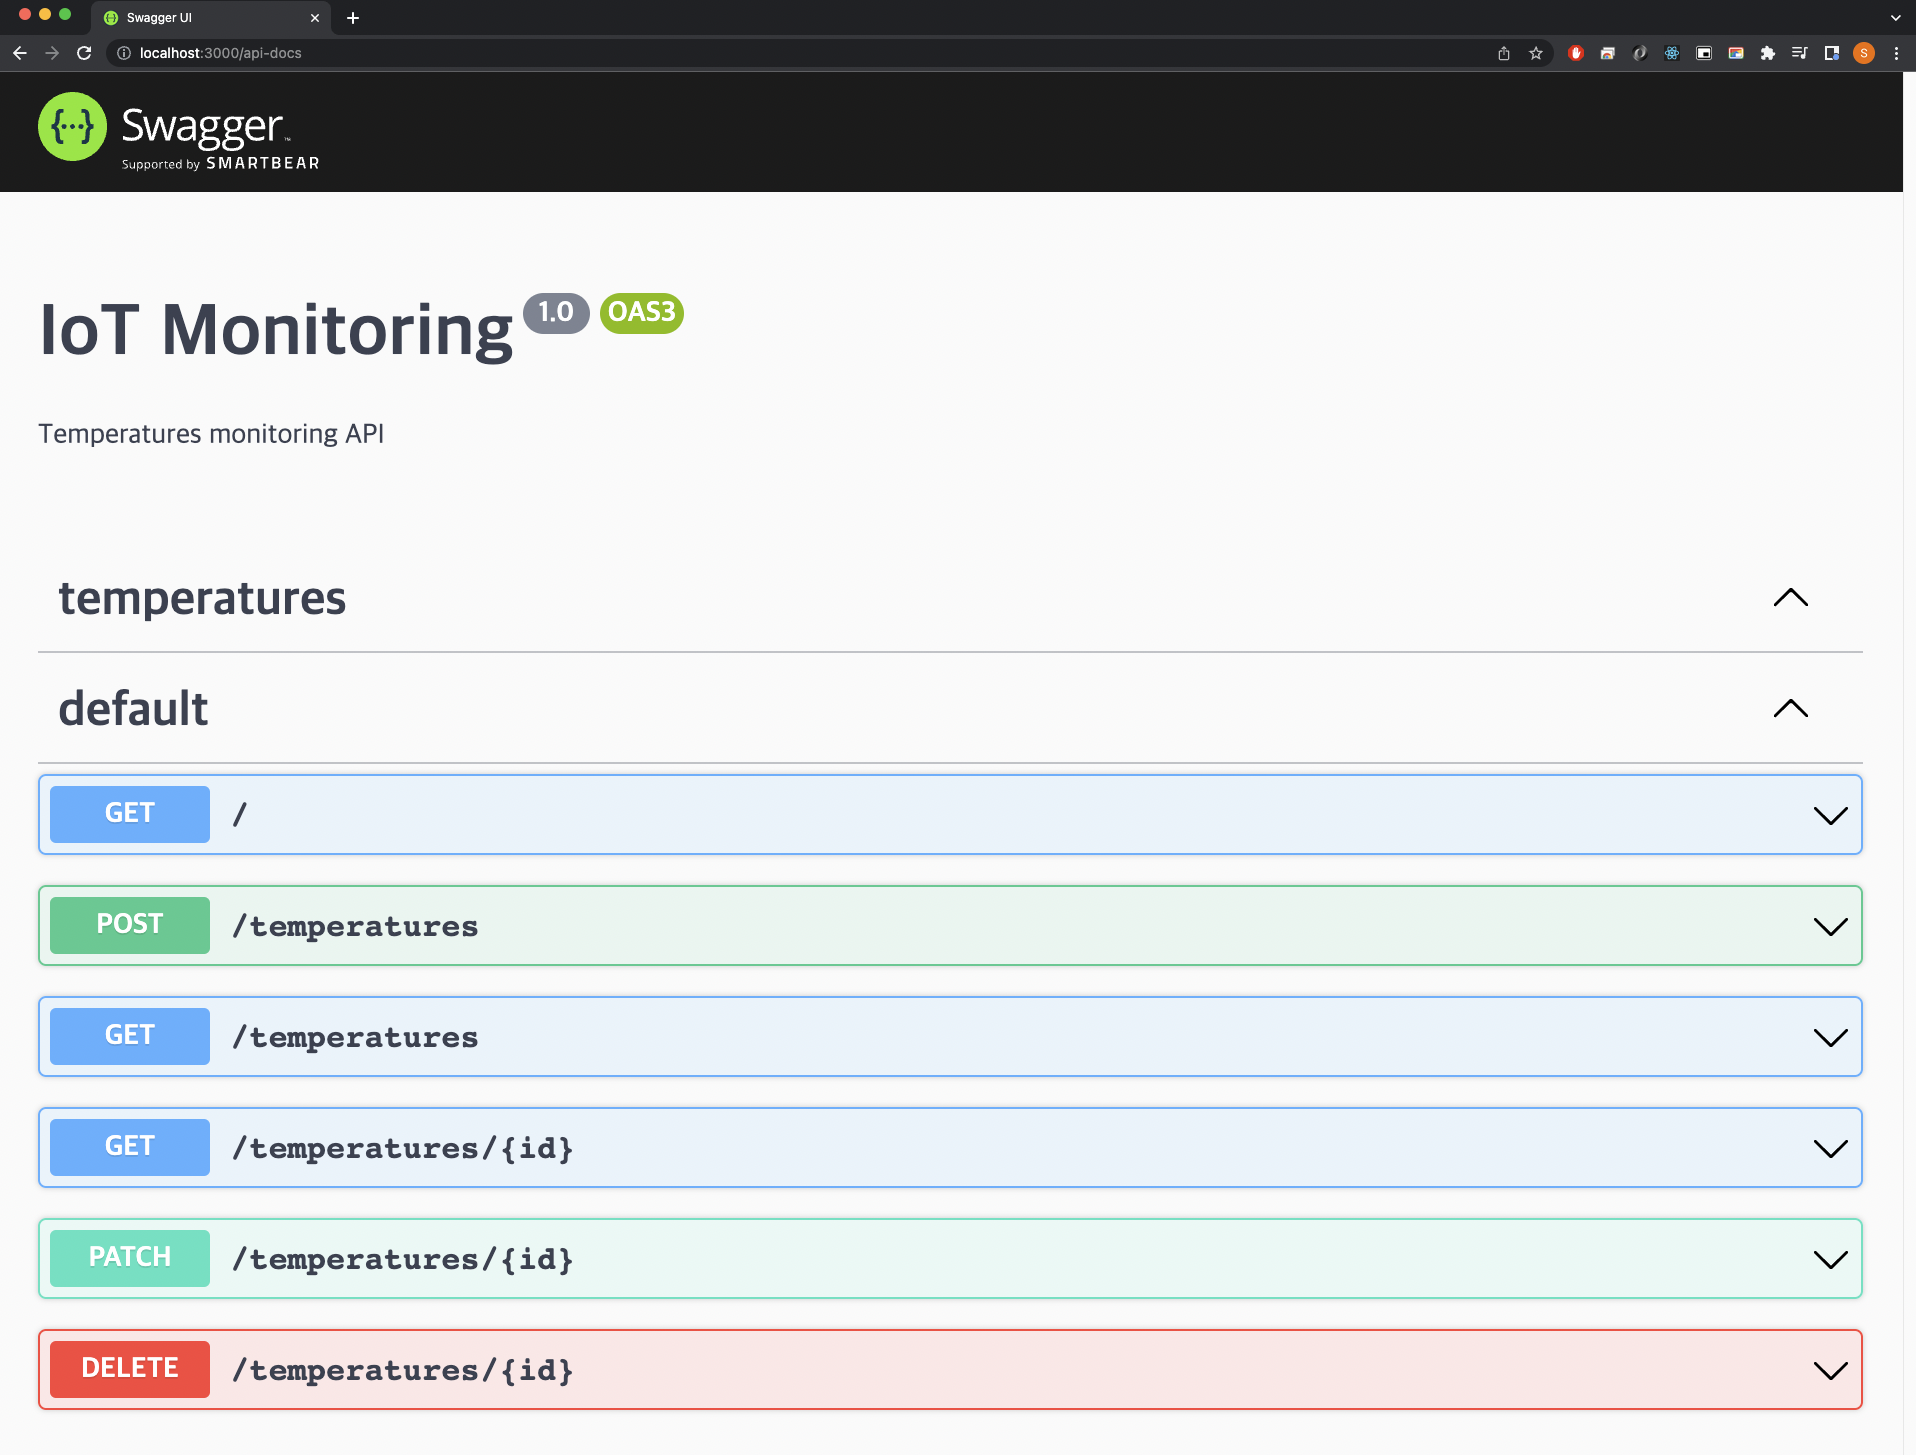 Swagger UI
localhost:3000/api-docs
S
{···} Swagger™
Supported by SMARTBEAR
IoT Monitoring 1.0 OAS3
Temperatures monitoring API
temperatures
default
GET /
POST /temperatures
GET /temperatures
GET /temperatures/{id}
PATCH /temperatures/{id}
DELETE /temperatures/{id}